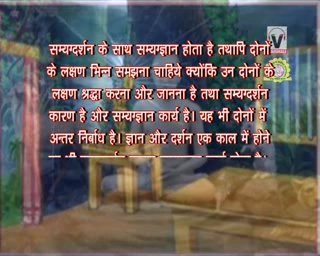 सम्यग्दर्शन के साथ सम्यग्ज्ञान होता है तथापि दोनों
के लक्षण भिन्न समझना चाहिये क्योंकि उन दोनों के
लक्षण श्रद्धा करना और जानना है तथा सम्यग्दर्शन
कारण है और सम्यग्ज्ञान कार्य है। यह भी दोनों में
अन्तर निर्बाध है। ज्ञान और दर्शन एक काल में होने